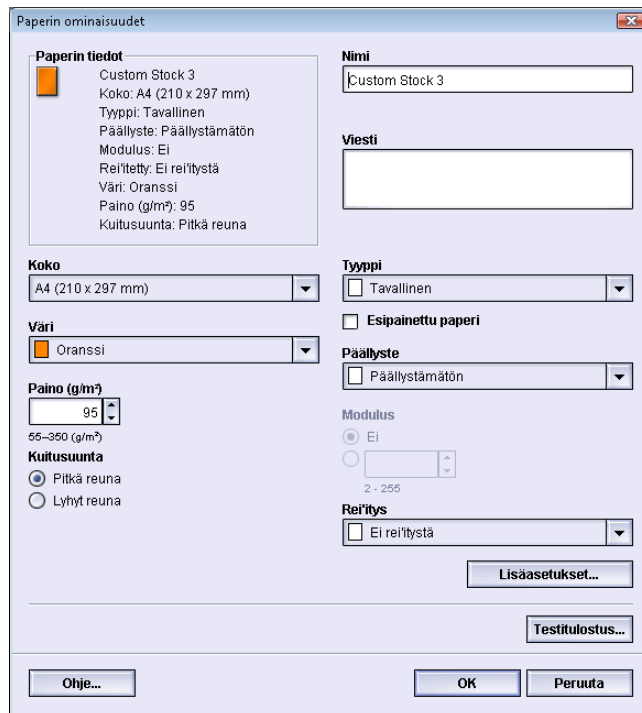 Paperin ominaisuudet
Paperin tiedot
Custom Stock 3
Koko: A4 (210 x 297 mm)
Tyyppi: Tavallinen
Päällyste: Päällystämätön
Modulus: Ei
Rei'itetty: Ei rei'itystä
Väri: Oranssi
Paino (g/m²): 95
Kuitusuunta: Pitkä reuna
Nimi
Custom Stock 3
Viesti
Koko
A4 (210 x 297 mm)
Väri
Oranssi
Paino (g/m²)
95
55–350 (g/m²)
Kuitusuunta
Pitkä reuna
Lyhyt reuna
Tyyppi
Tavallinen
Esipainettu paperi
Päällyste
Päällystämätön
Modulus
Ei
2 - 255
Rei'itys
Ei rei'itystä
Lisäasetukset...
Testitulostus...
Ohje...
OK
Peruuta